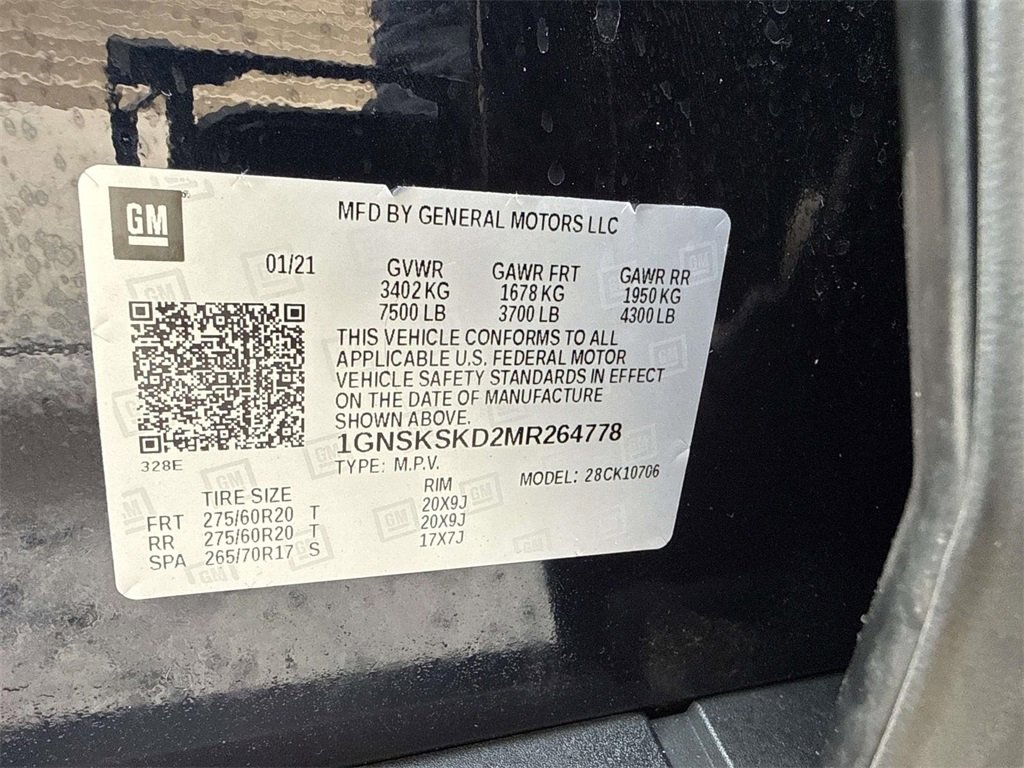 GM
MFD BY GENERAL MOTORS LLC
01/21 GVWR GAWR FRT GAWR RR
3402 KG 1678 KG 1950 KG
7500 LB 3700 LB 4300 LB
THIS VEHICLE CONFORMS TO ALL
APPLICABLE U.S. FEDERAL MOTOR
VEHICLE SAFETY STANDARDS IN EFFECT
ON THE DATE OF MANUFACTURE
SHOWN ABOVE.
1GNSKSKD2MR264778
328E
TYPE: M.P.V. MODEL: 28CK10706
TIRE SIZE RIM
FRT 275/60R20 T 20X9J
RR 275/60R20 T 20X9J
SPA 265/70R17 S 17X7J